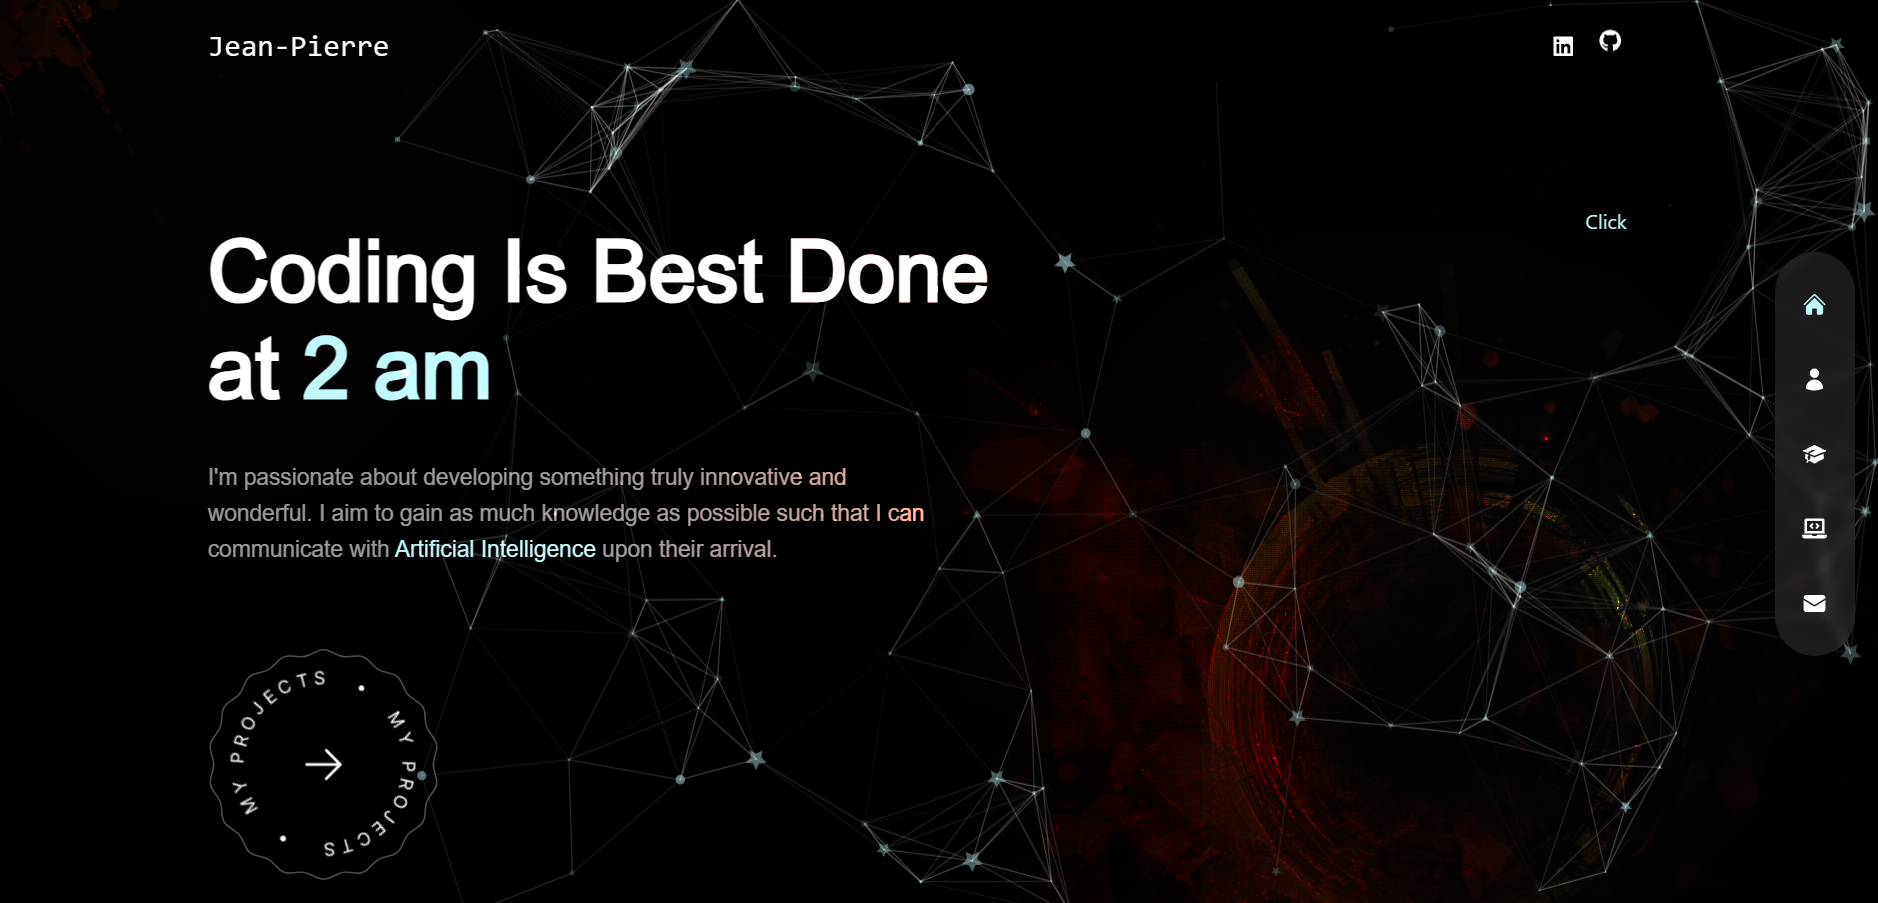 Jean-Pierre
Click
Coding Is Best Done
at 2 am
I'm passionate about developing something truly innovative and
wonderful. I aim to gain as much knowledge as possible such that I can
communicate with Artificial Intelligence upon their arrival.
MY PROJECTS • MY PROJECTS •